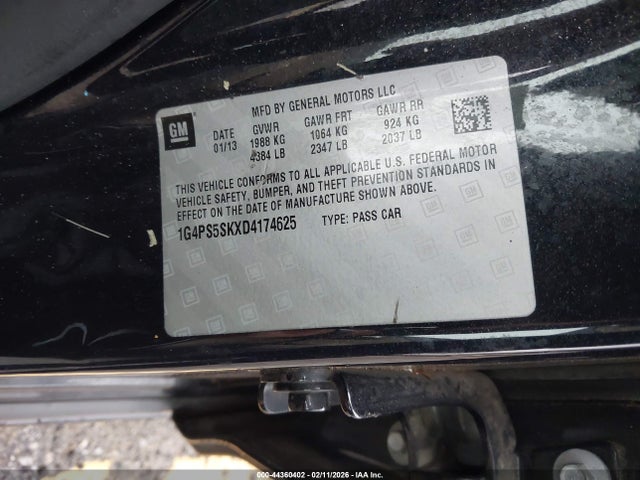 MFD BY GENERAL MOTORS LLC
GM
DATE GVWR GAWR FRT GAWR RR
01/13 1988 KG 1064 KG 924 KG
4384 LB 2347 LB 2037 LB
THIS VEHICLE CONFORMS TO ALL APPLICABLE U.S. FEDERAL MOTOR
VEHICLE SAFETY, BUMPER, AND THEFT PREVENTION STANDARDS IN
EFFECT ON THE DATE OF MANUFACTURE SHOWN ABOVE.
1G4PS5SKXD4174625 TYPE: PASS CAR
000-44360402 - 02/11/2026 - IAA Inc.